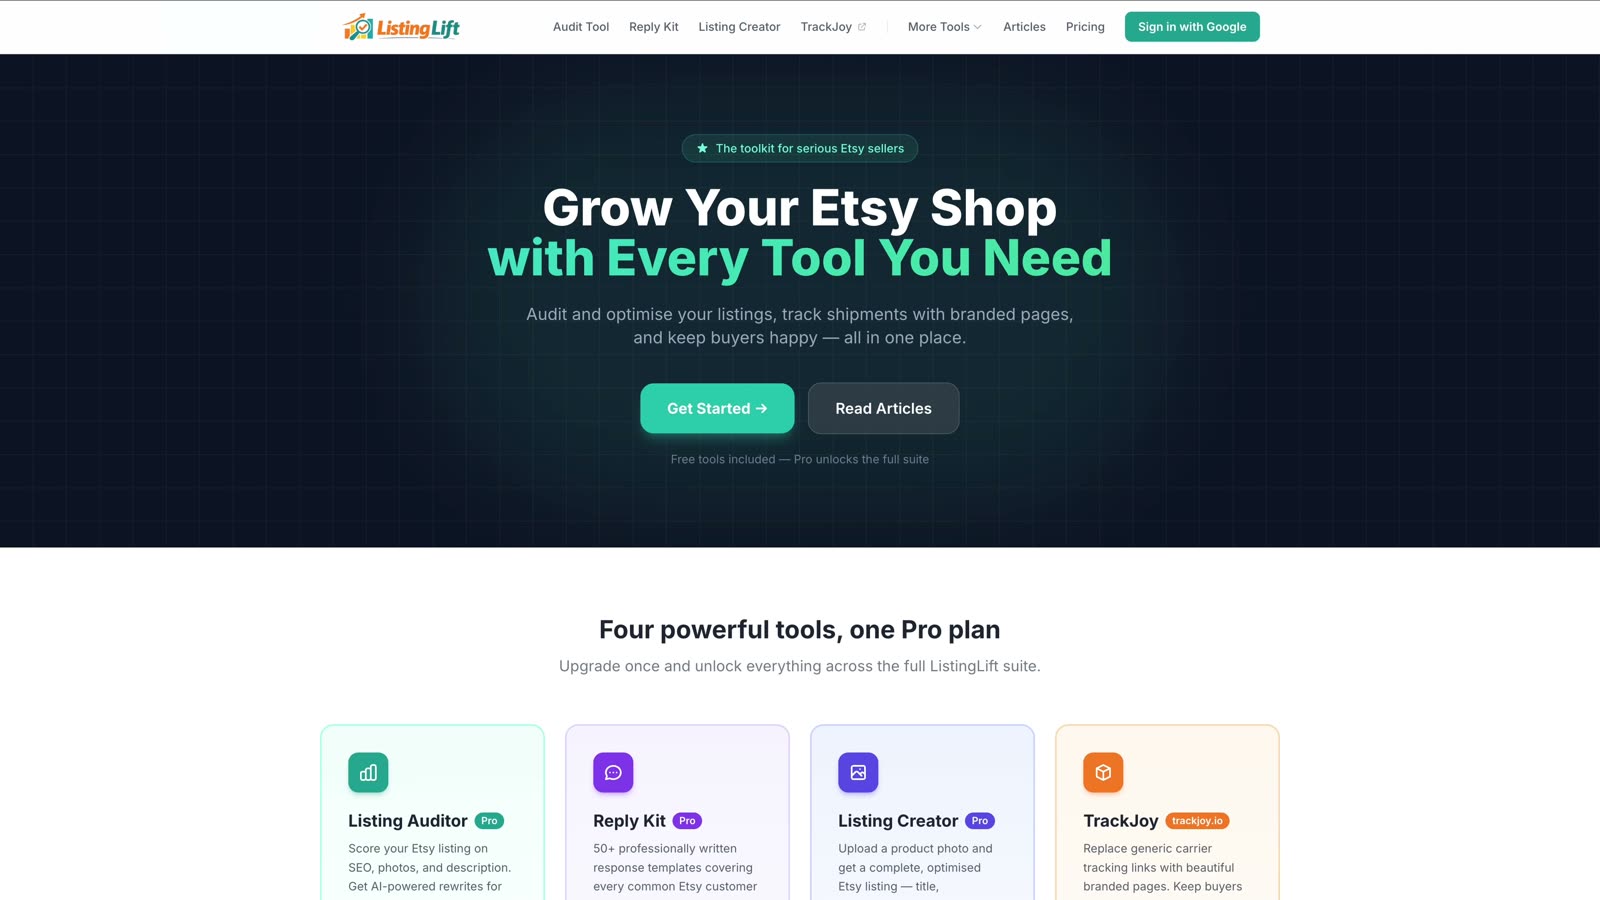 ListingLift
Audit Tool
Reply Kit
Listing Creator
TrackJoy
More Tools
Articles
Pricing
Sign in with Google
The toolkit for serious Etsy sellers
Grow Your Etsy Shop
with Every Tool You Need
Audit and optimise your listings, track shipments with branded pages,
and keep buyers happy — all in one place.
Get Started →
Read Articles
Free tools included — Pro unlocks the full suite
Four powerful tools, one Pro plan
Upgrade once and unlock everything across the full ListingLift suite.
Listing Auditor Pro
Score your Etsy listing on
SEO, photos, and description.
Get AI-powered rewrites for
Reply Kit Pro
50+ professionally written
response templates covering
every common Etsy customer
Listing Creator Pro
Upload a product photo and
get a complete, optimised
Etsy listing — title,
TrackJoy trackjoy.io
Replace generic carrier
tracking links with beautiful
branded pages. Keep buyers